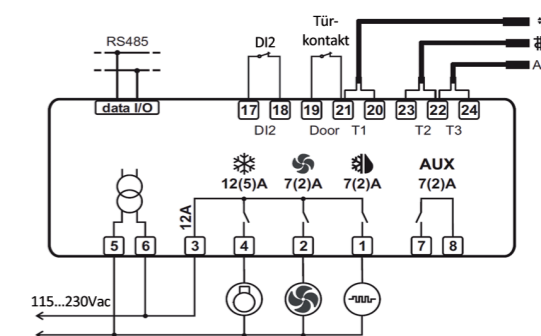 RS485
DI2
Tür-
kontakt
A
data I/O
17 18 19 21 20 23 22 24
DI2 Door T1 T2 T3
AUX
12(5)A 7(2)A 7(2)A 7(2)A
12A
5 6 3 4 2 1 7 8
115...230Vac